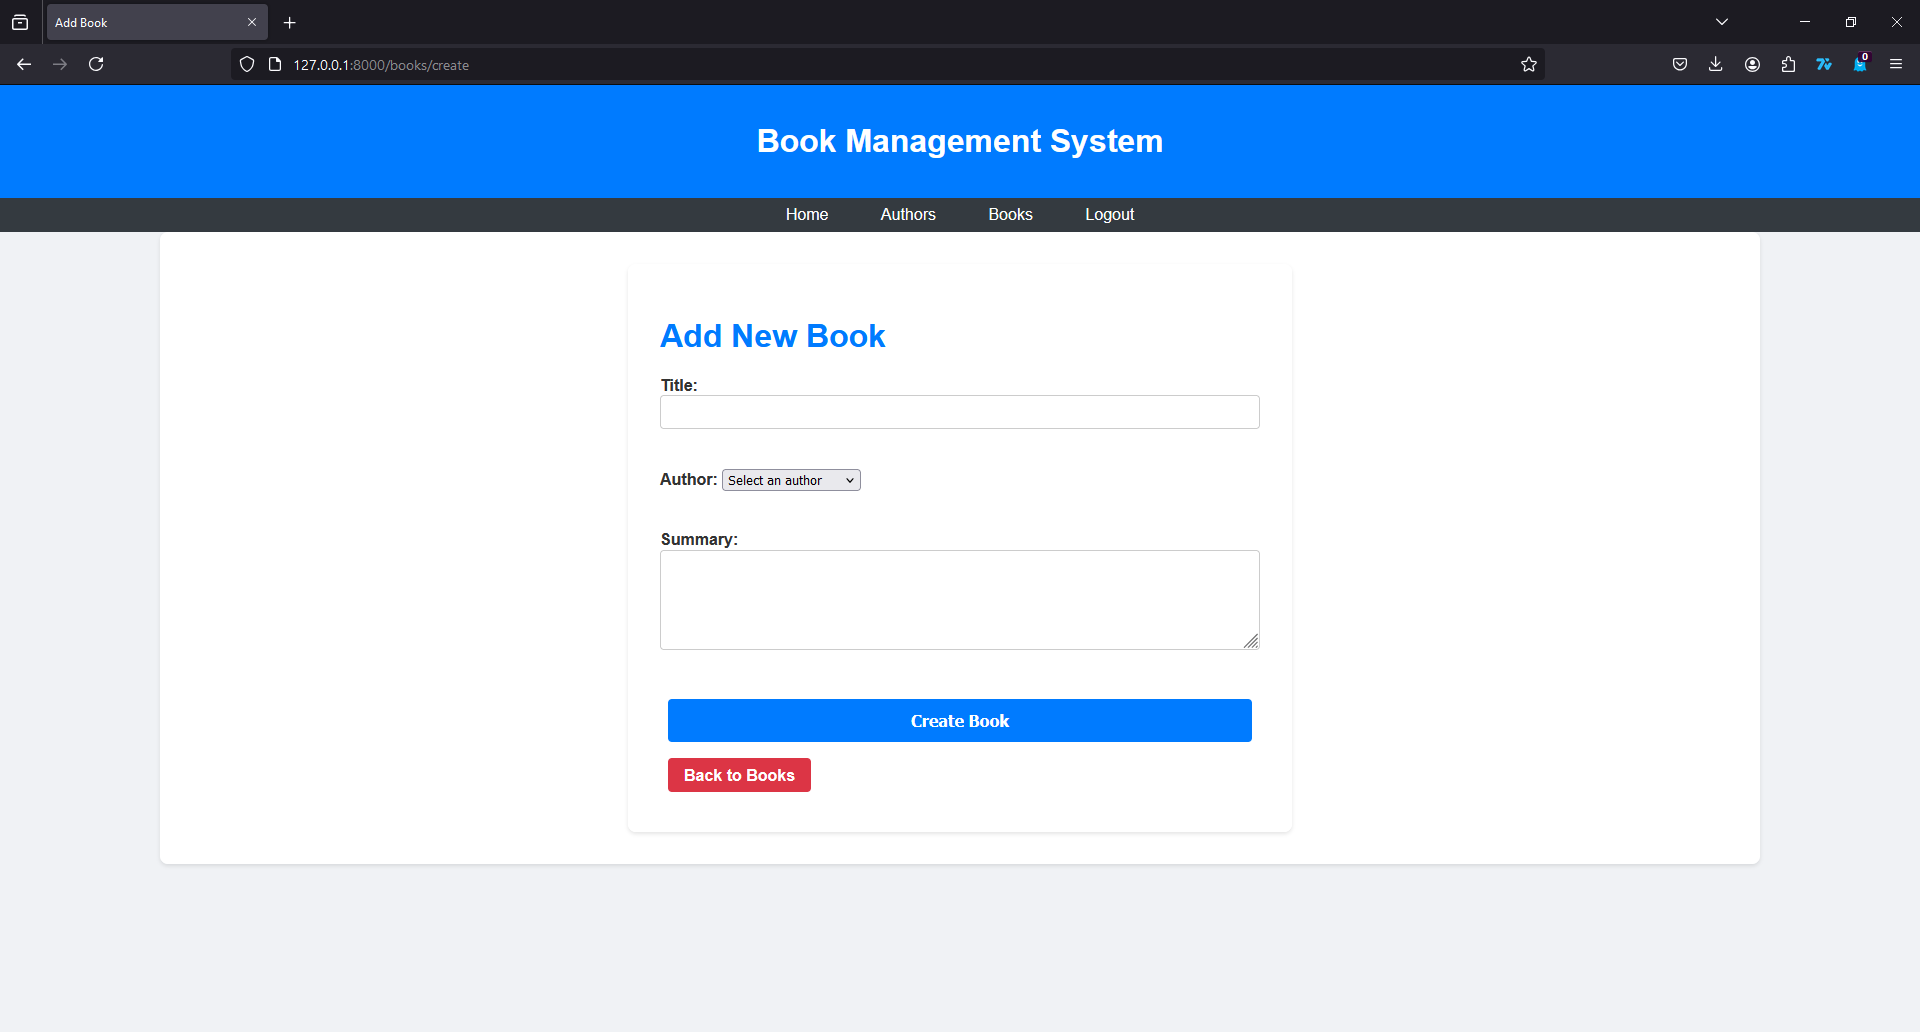 Add Book
127.0.0.1:8000/books/create
0
Book Management System
Home Authors Books Logout
Add New Book
Title:
Author: Select an author
Summary:
Create Book
Back to Books